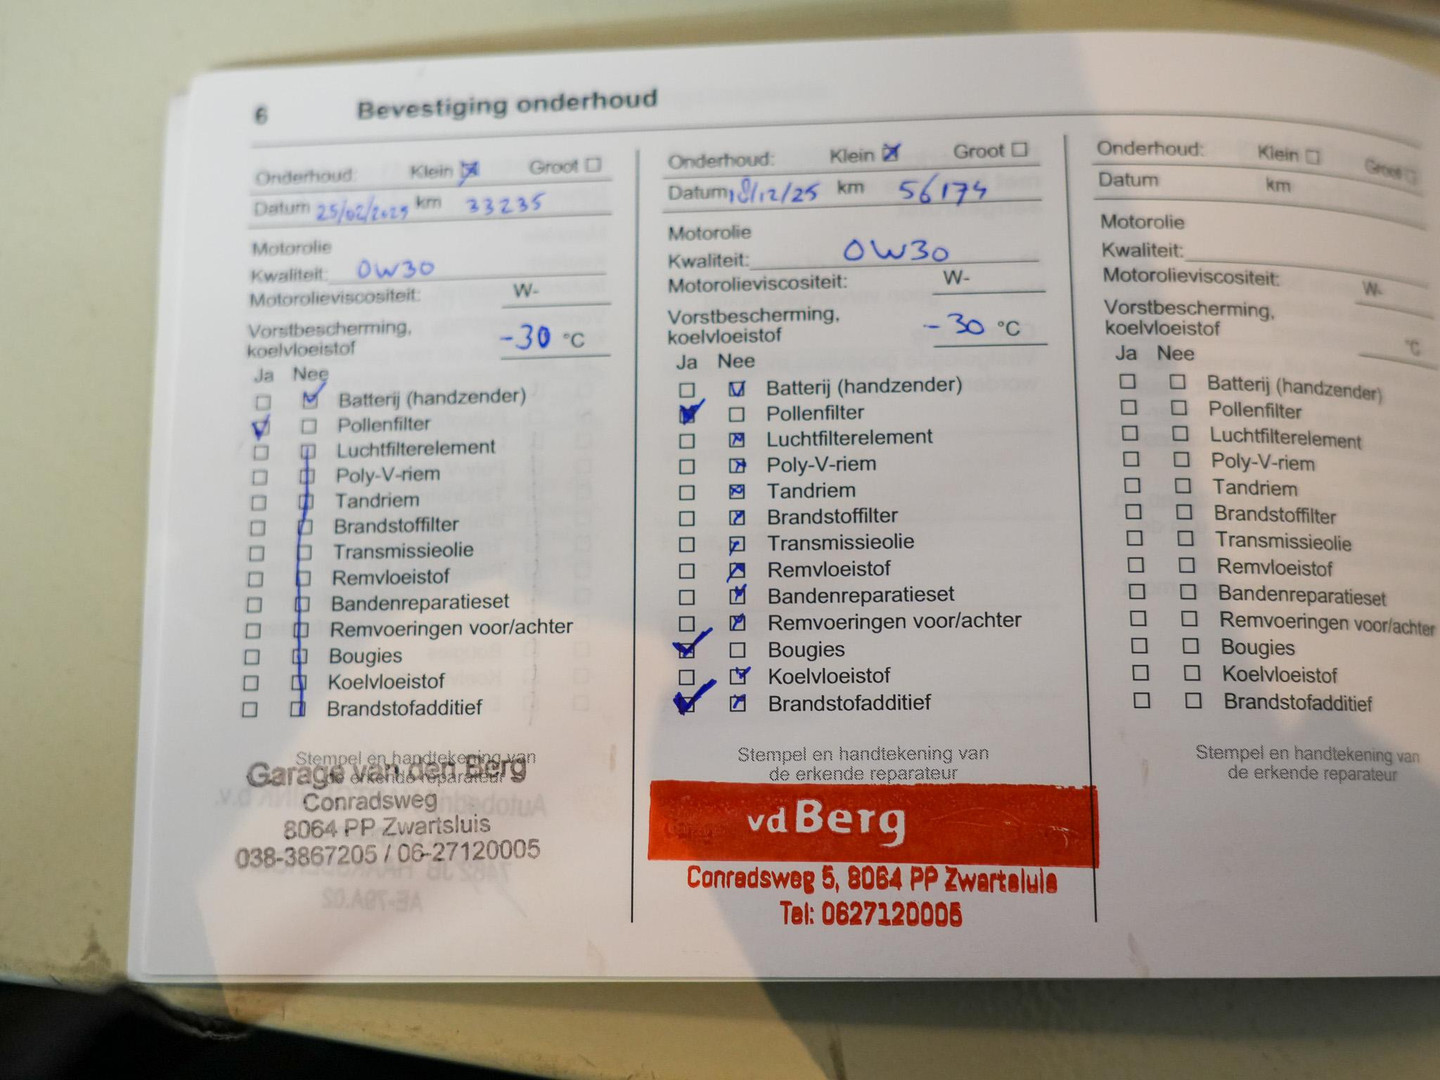 6 Bevestiging onderhoud
Onderhoud: Klein Groot
Datum 25/02/2025 km 33235
Motorolie
Kwaliteit: 0W30
Motorolieviscositeit: W-
Vorstbescherming,
koelvloeistof -30 °C
Ja Nee
Batterij (handzender)
Pollenfilter
Luchtfilterelement
Poly-V-riem
Tandriem
Brandstoffilter
Transmissieolie
Remvloeistof
Bandenreparatieset
Remvoeringen voor/achter
Bougies
Koelvloeistof
Brandstofadditief
Stempel en handtekening van
de erkende reparateur
Garage van den Berg
Conradsweg
8064 PP Zwartsluis
038-3867205 / 06-27120005
Onderhoud: Klein Groot
Datum 18/12/25 km 56174
Motorolie
Kwaliteit: 0W30
Motorolieviscositeit: W-
Vorstbescherming,
koelvloeistof -30 °C
Ja Nee
Batterij (handzender)
Pollenfilter
Luchtfilterelement
Poly-V-riem
Tandriem
Brandstoffilter
Transmissieolie
Remvloeistof
Bandenreparatieset
Remvoeringen voor/achter
Bougies
Koelvloeistof
Brandstofadditief
Stempel en handtekening van
de erkende reparateur
vd Berg
Conradsweg 5, 8064 PP Zwartsluis
Tel: 0627120005
Onderhoud: Klein Groot
Datum km
Motorolie
Kwaliteit:
Motorolieviscositeit: W-
Vorstbescherming,
koelvloeistof °C
Ja Nee
Batterij (handzender)
Pollenfilter
Luchtfilterelement
Poly-V-riem
Tandriem
Brandstoffilter
Transmissieolie
Remvloeistof
Bandenreparatieset
Remvoeringen voor/achter
Bougies
Koelvloeistof
Brandstofadditief
Stempel en handtekening van
de erkende reparateur